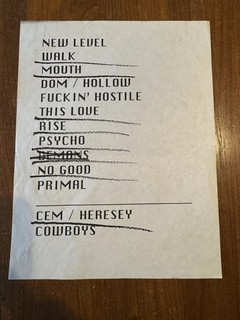 NEW LEVEL
WALK
MOUTH
DOM / HOLLOW
FUCKIN' HOSTILE
THIS LOVE
RISE
PSYCHO
DEMONS
NO GOOD
PRIMAL
CEM / HERESEY
COWBOYS